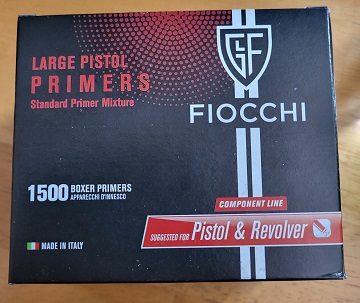 LARGE PISTOL
PRIMERS
Standard Primer Mixture
GFL
FIOCCHI
1500 BOXER PRIMERS
APPARECCHI D'INNESCO
COMPONENT LINE
SUGGESTED FOR Pistol & Revolver
MADE IN ITALY